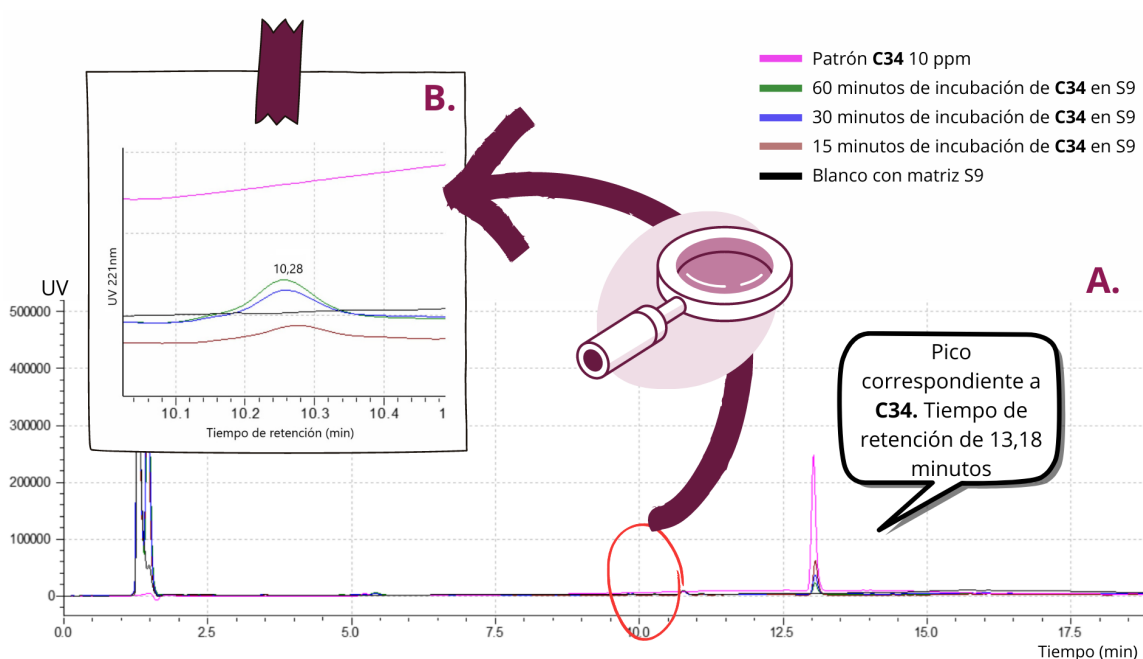 B.
UV 221nm
10,28
10.1
10.2
10.3
10.4
1
Tiempo de retención (min)
Patrón C34 10 ppm
60 minutos de incubación de C34 en S9
30 minutos de incubación de C34 en S9
15 minutos de incubación de C34 en S9
Blanco con matriz S9
A.
UV
500000
400000
300000
200000
100000
0
Pico
correspondiente a
C34. Tiempo de
retención de 13,18
minutos
0.0
2.5
5.0
7.5
10.0
12.5
15.0
17.5
Tiempo (min)